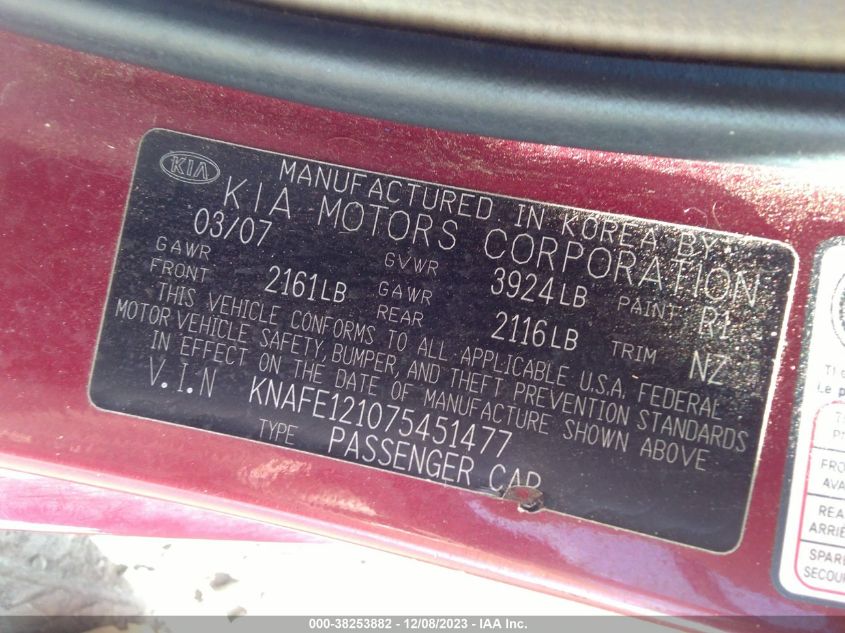 KIA
MANUFACTURED IN KOREA BY
KIA MOTORS CORPORATION
03/07
GAWR FRONT 2161LB
GVWR 3924LB
GAWR REAR 2116LB
PAINT R1
TRIM NZ
THIS VEHICLE CONFORMS TO ALL APPLICABLE U.S.A. FEDERAL
MOTOR VEHICLE SAFETY, BUMPER, AND THEFT PREVENTION STANDARDS
IN EFFECT ON THE DATE OF MANUFACTURE SHOWN ABOVE
V.I.N KNAFE121075451477
TYPE PASSENGER CAR
000-38253882 - 12/08/2023 - IAA Inc.